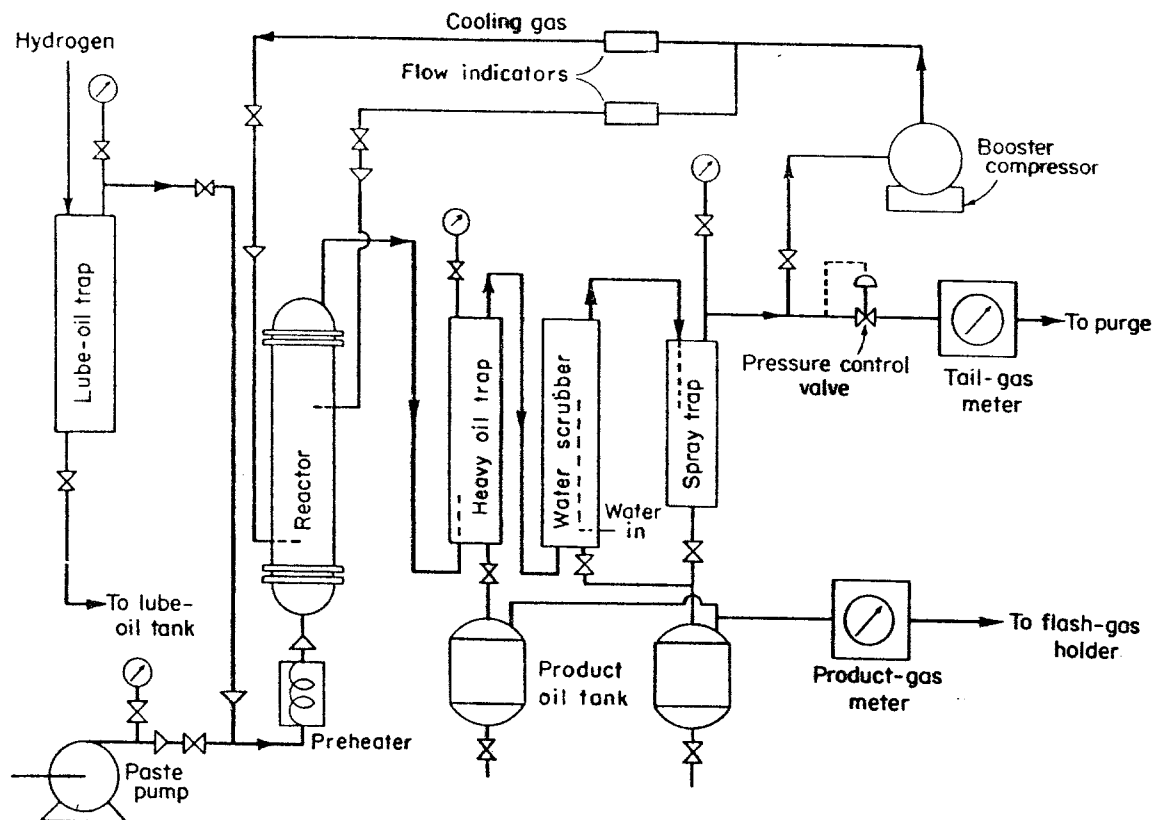 Cooling gas
Hydrogen
Flow indicators
Booster
compressor
Lube-oil trap
Reactor
Heavy oil trap
Water scrubber
Spray trap
Water
in
Pressure control
valve
Tail-gas
meter
To purge
To lube-
oil tank
Product
oil tank
Product-gas
meter
To flash-gas
holder
Preheater
Paste
pump